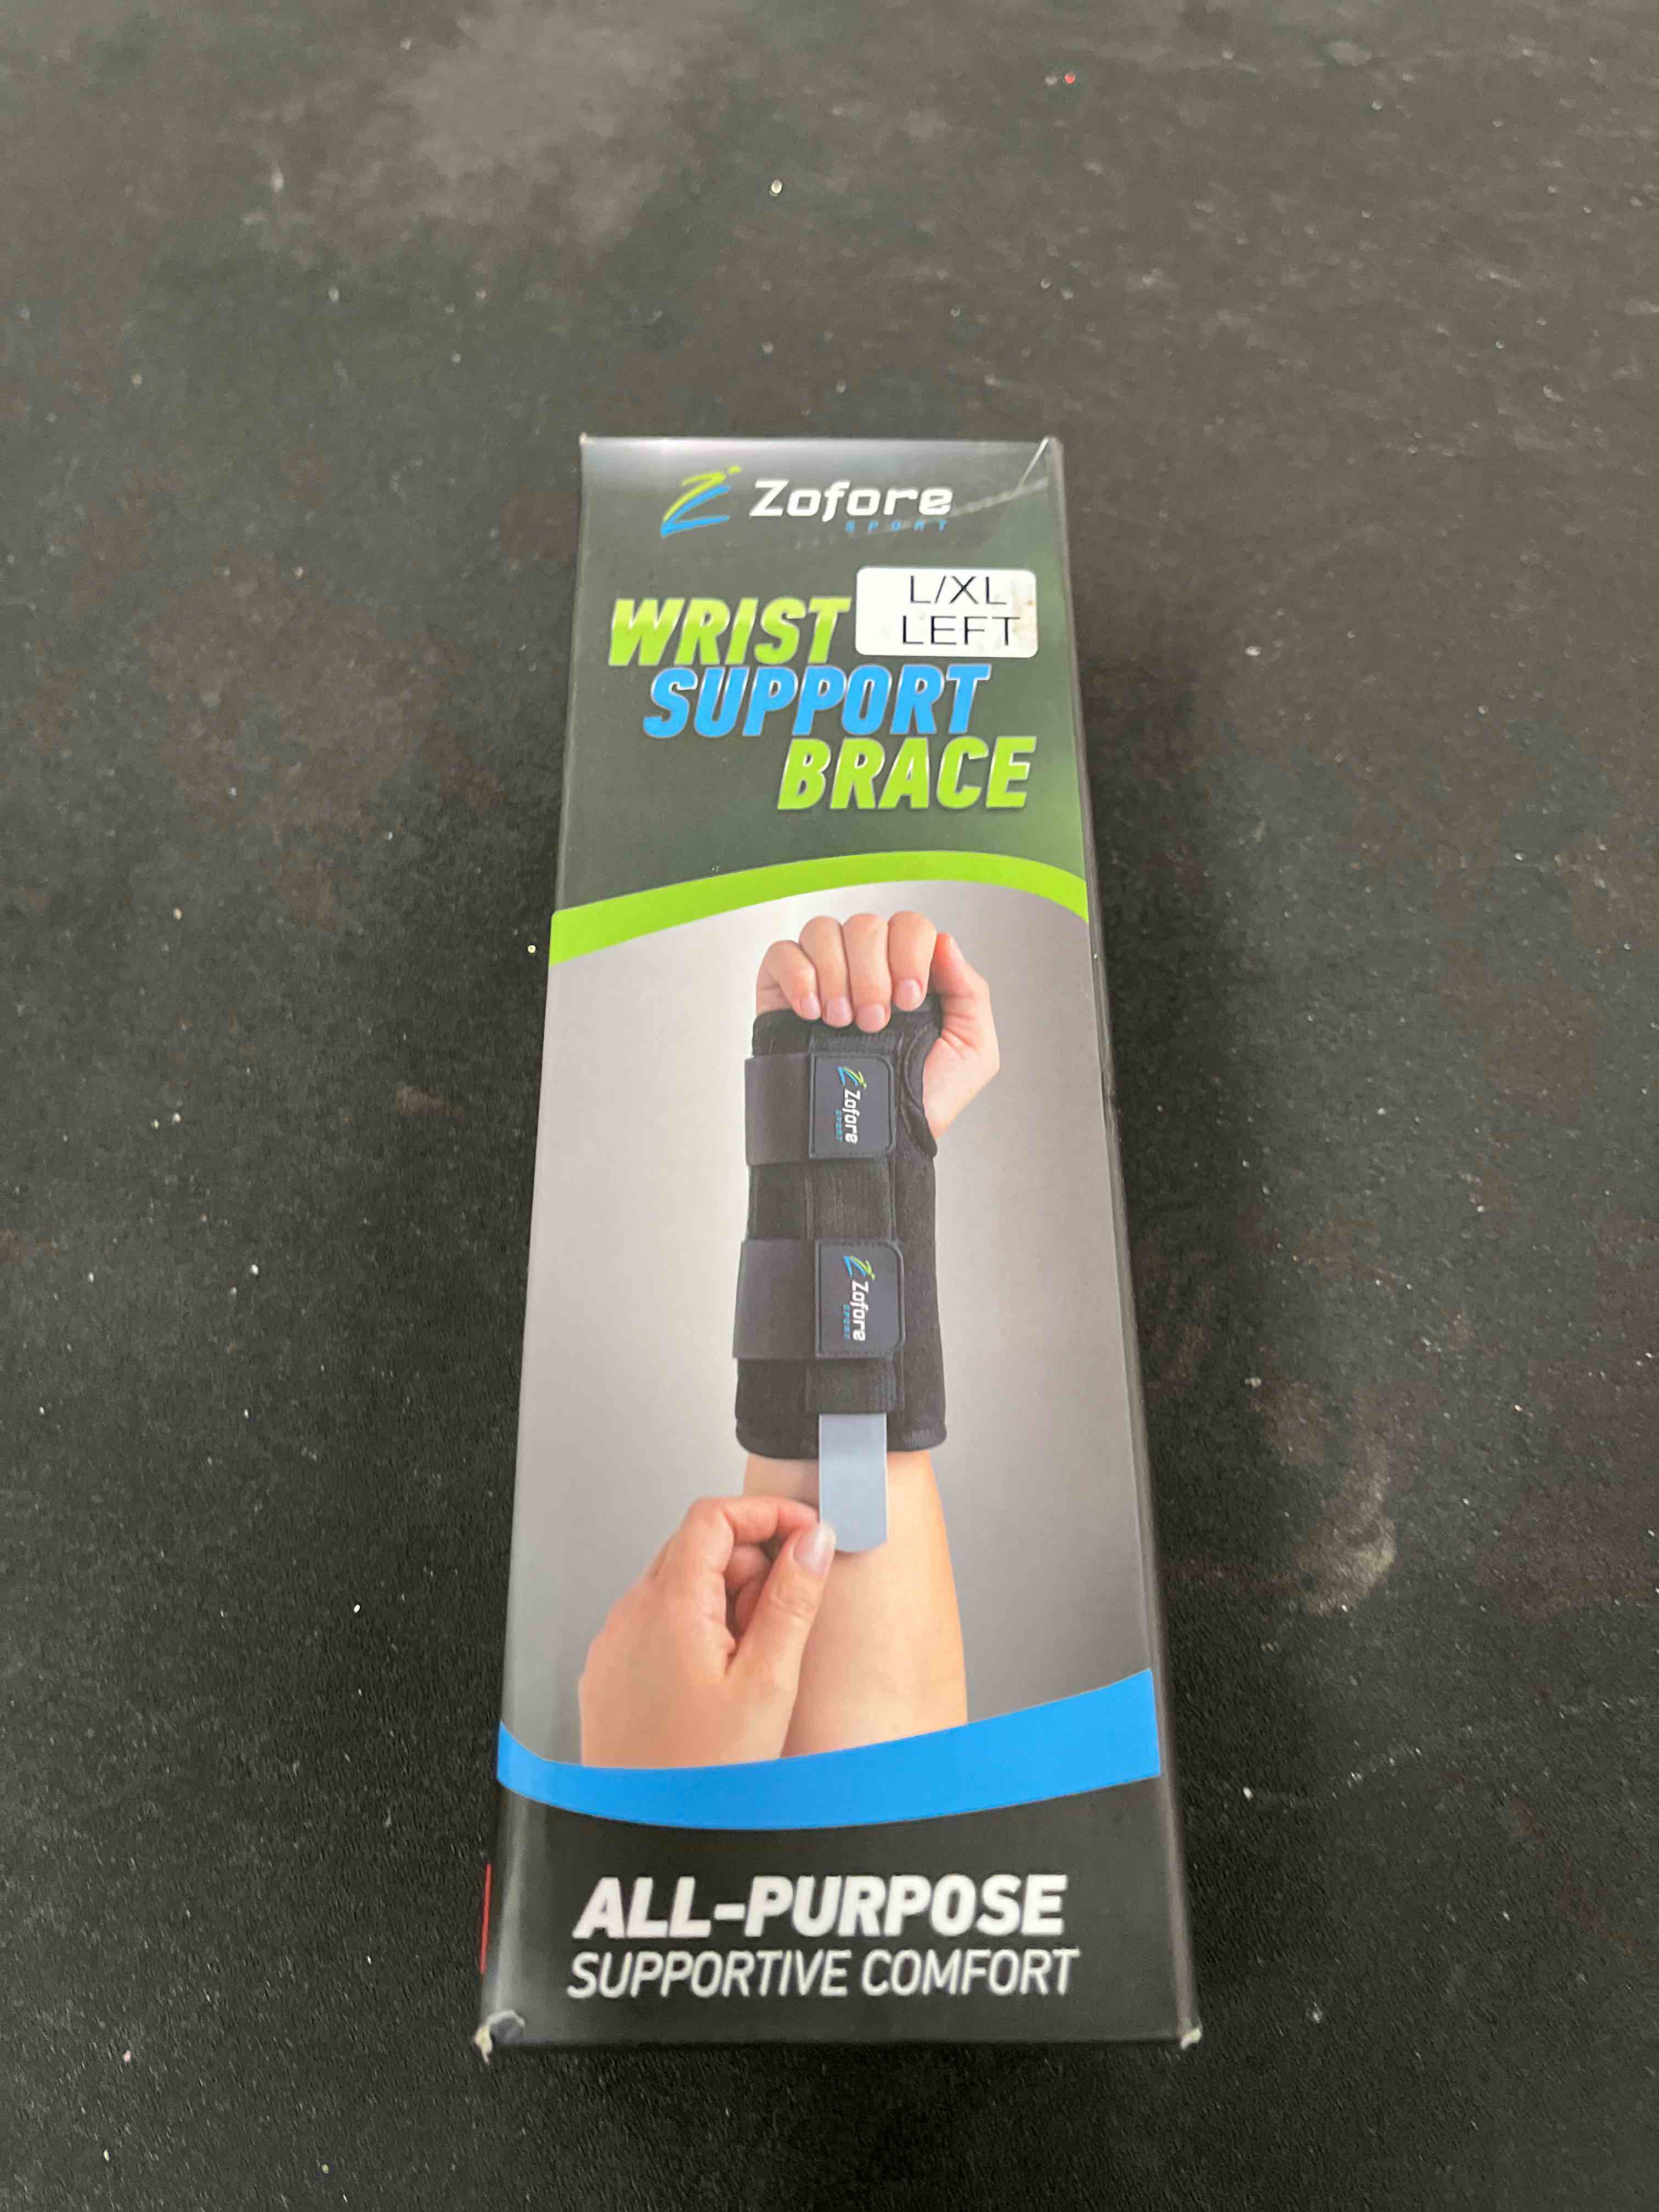 Zofore
SPORT
L/XL
LEFT
WRIST
SUPPORT
BRACE
Zofore
SPORT
Zofore
SPORT
ALL-PURPOSE
SUPPORTIVE COMFORT